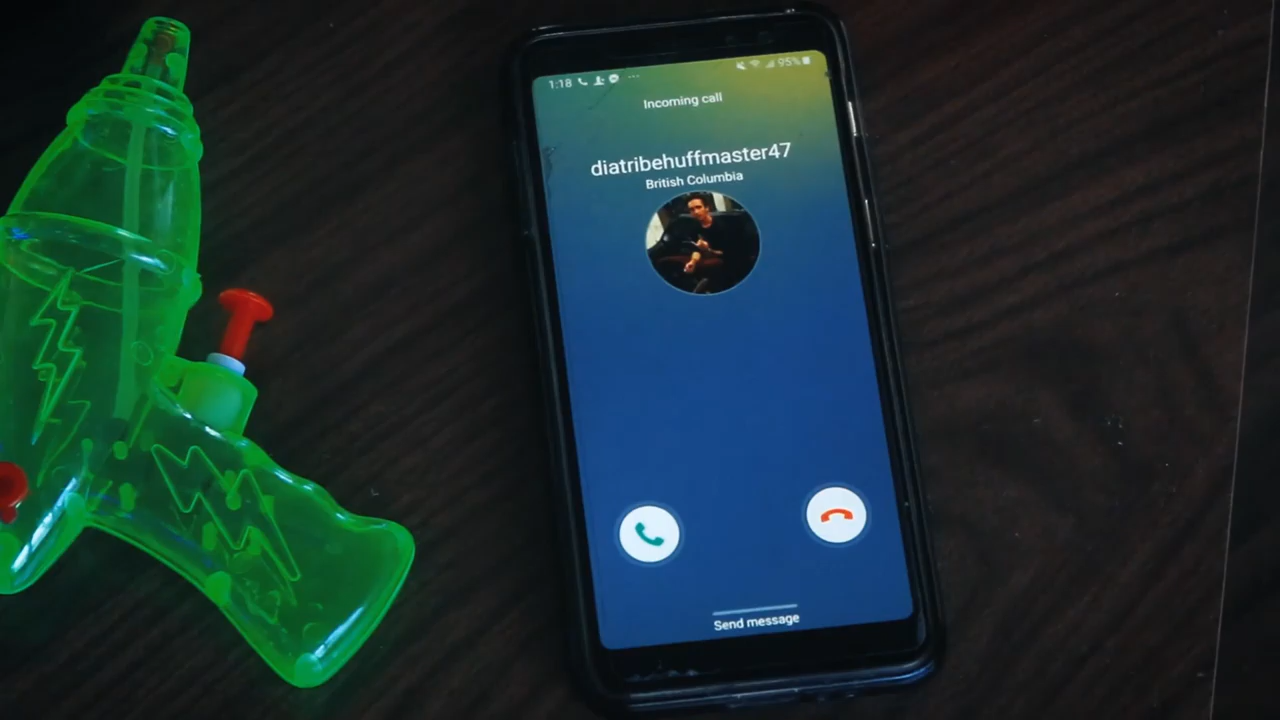 1:18
95%
Incoming call
diatribehuffmaster47
British Columbia
Send message